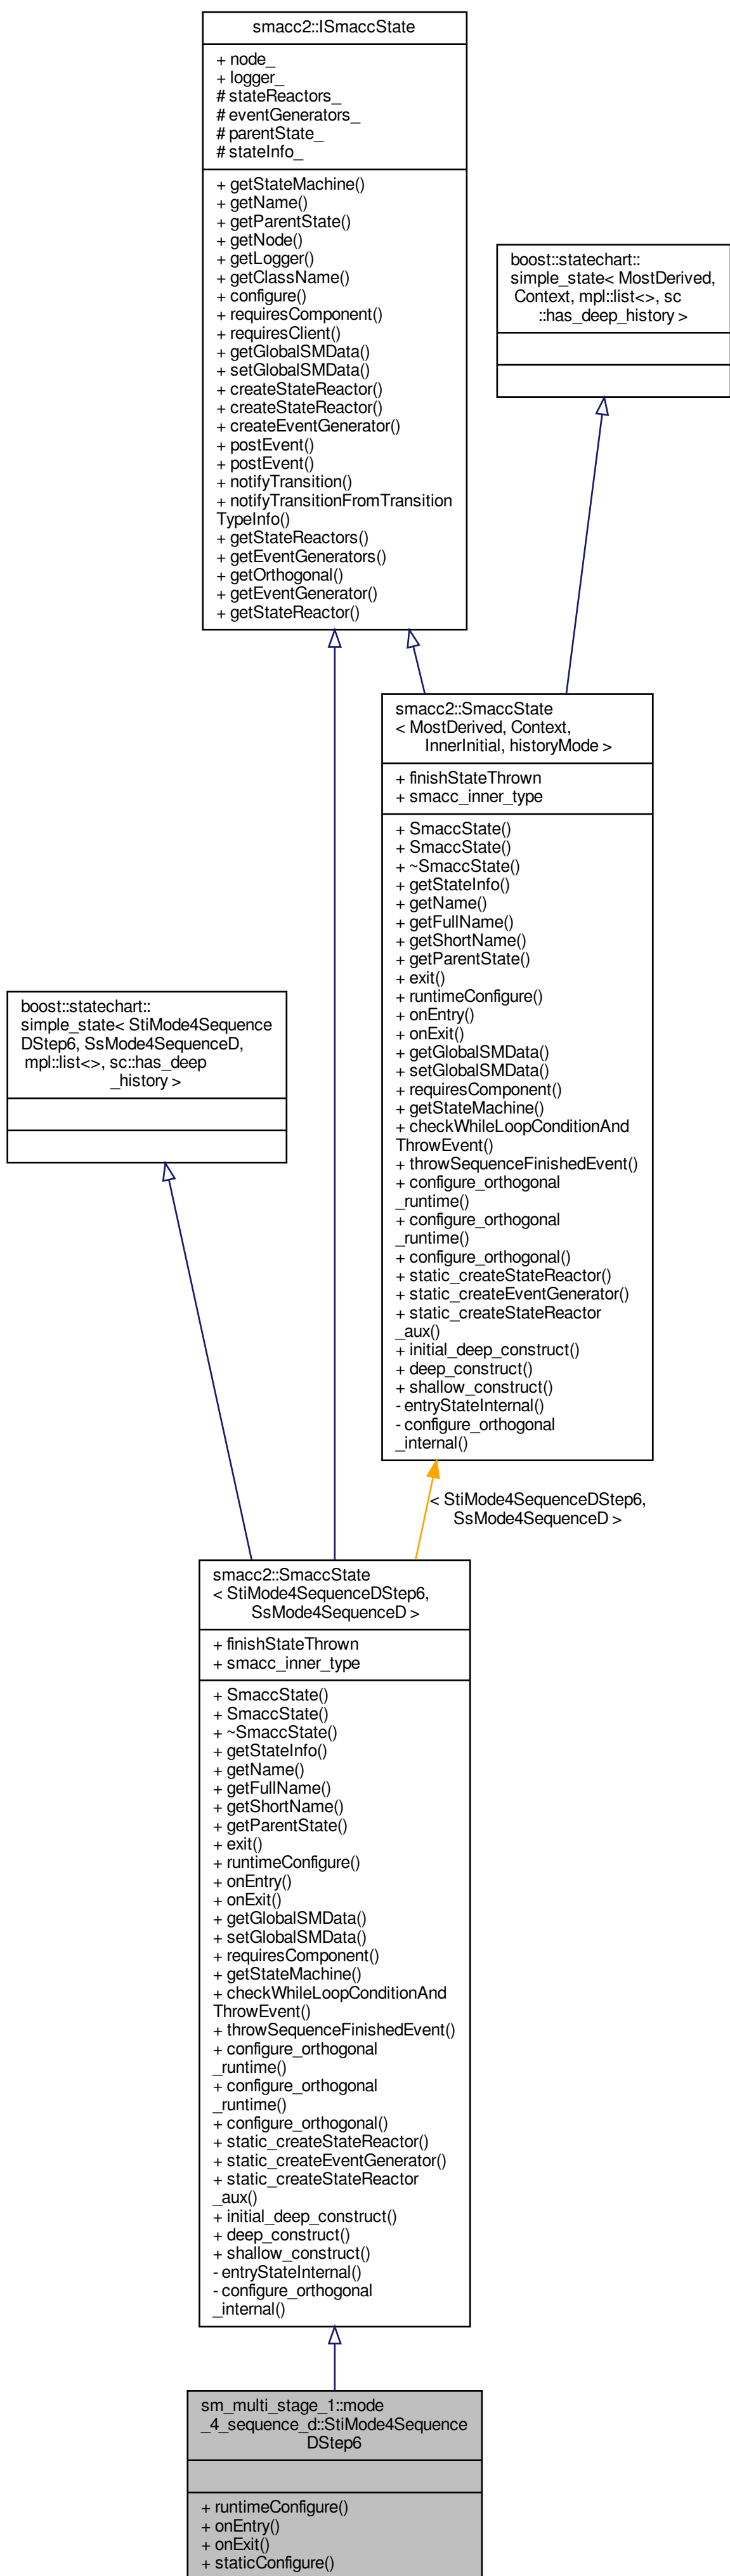 smacc2::ISmaccState
+ node_
+ logger_
# stateReactors_
# eventGenerators_
# parentState_
# stateInfo_
+ getStateMachine()
+ getName()
+ getParentState()
+ getNode()
+ getLogger()
+ getClassName()
+ configure()
+ requiresComponent()
+ requiresClient()
+ getGlobalSMData()
+ setGlobalSMData()
+ createStateReactor()
+ createStateReactor()
+ createEventGenerator()
+ postEvent()
+ postEvent()
+ notifyTransition()
+ notifyTransitionFromTransition
TypeInfo()
+ getStateReactors()
+ getEventGenerators()
+ getOrthogonal()
+ getEventGenerator()
+ getStateReactor()
boost::statechart::
simple_state< MostDerived,
Context, mpl::list<>, sc
::has_deep_history >
smacc2::SmaccState
< MostDerived, Context,
InnerInitial, historyMode >
+ finishStateThrown
+ smacc_inner_type
+ SmaccState()
+ SmaccState()
+ ~SmaccState()
+ getStateInfo()
+ getName()
+ getFullName()
+ getShortName()
+ getParentState()
+ exit()
+ runtimeConfigure()
+ onEntry()
+ onExit()
+ getGlobalSMData()
+ setGlobalSMData()
+ requiresComponent()
+ getStateMachine()
+ checkWhileLoopConditionAnd
ThrowEvent()
+ throwSequenceFinishedEvent()
+ configure_orthogonal
_runtime()
+ configure_orthogonal
_runtime()
+ configure_orthogonal()
+ static_createStateReactor()
+ static_createEventGenerator()
+ static_createStateReactor
_aux()
+ initial_deep_construct()
+ deep_construct()
+ shallow_construct()
- entryStateInternal()
- configure_orthogonal
_internal()
boost::statechart::
simple_state< StiMode4Sequence
DStep6, SsMode4SequenceD,
mpl::list<>, sc::has_deep
_history >
< StiMode4SequenceDStep6,
SsMode4SequenceD >
smacc2::SmaccState
< StiMode4SequenceDStep6,
SsMode4SequenceD >
+ finishStateThrown
+ smacc_inner_type
+ SmaccState()
+ SmaccState()
+ ~SmaccState()
+ getStateInfo()
+ getName()
+ getFullName()
+ getShortName()
+ getParentState()
+ exit()
+ runtimeConfigure()
+ onEntry()
+ onExit()
+ getGlobalSMData()
+ setGlobalSMData()
+ requiresComponent()
+ getStateMachine()
+ checkWhileLoopConditionAnd
ThrowEvent()
+ throwSequenceFinishedEvent()
+ configure_orthogonal
_runtime()
+ configure_orthogonal
_runtime()
+ configure_orthogonal()
+ static_createStateReactor()
+ static_createEventGenerator()
+ static_createStateReactor
_aux()
+ initial_deep_construct()
+ deep_construct()
+ shallow_construct()
- entryStateInternal()
- configure_orthogonal
_internal()
sm_multi_stage_1::mode
_4_sequence_d::StiMode4Sequence
DStep6
+ runtimeConfigure()
+ onEntry()
+ onExit()
+ staticConfigure()